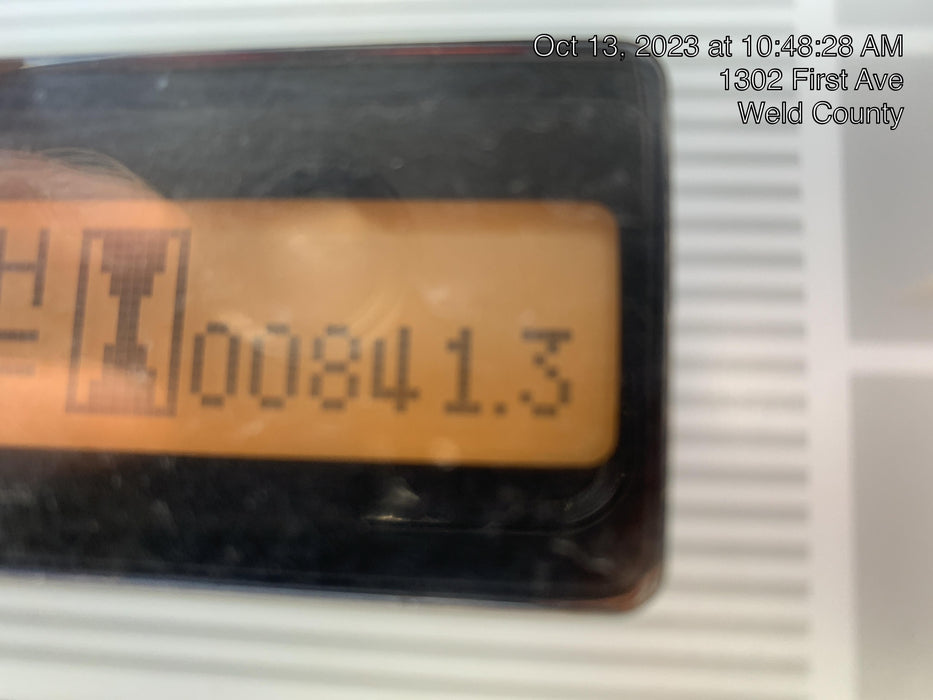 Oct 13, 2023 at 10:48:28 AM
1302 First Ave
Weld County
H
00841.3